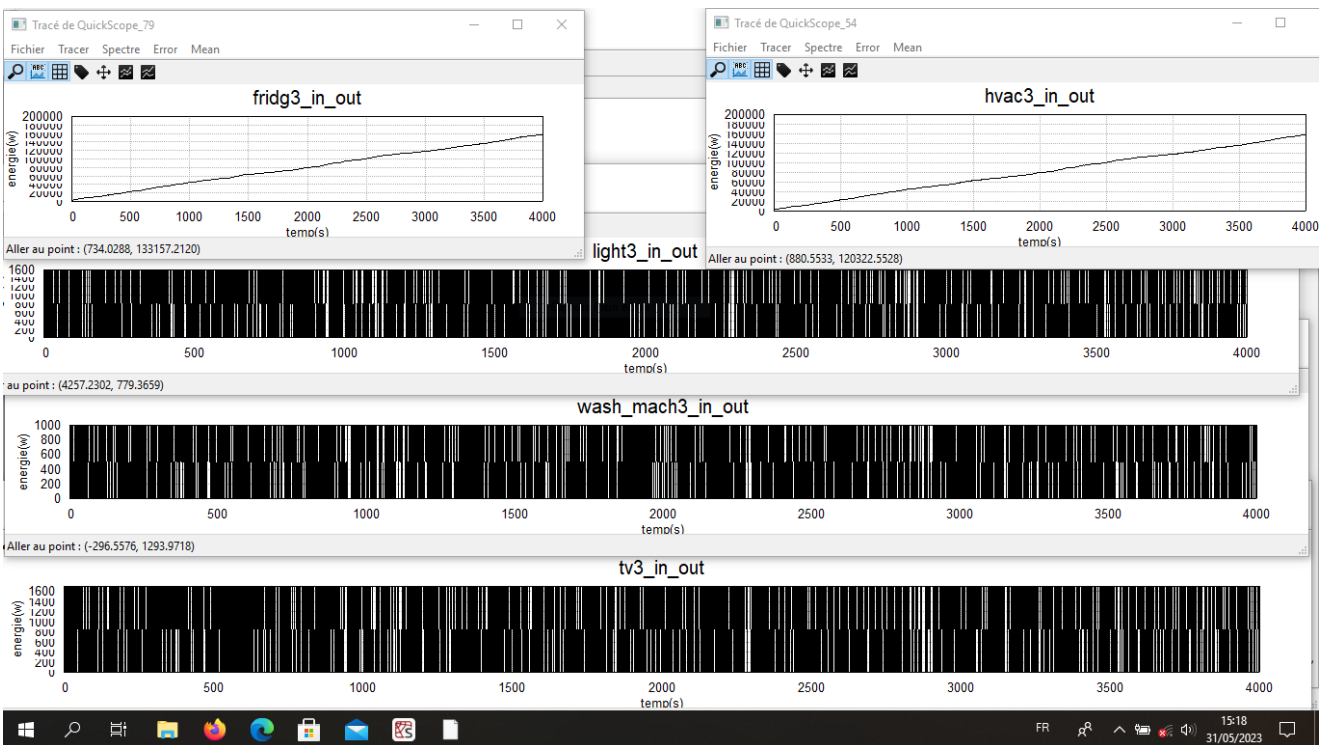 Tracé de QuickScope_79
Fichier Tracer Spectre Error Mean
fridg3_in_out
200000
180000
160000
140000
120000
100000
80000
60000
40000
20000
0
energie(w)
0 500 1000 1500 2000 2500 3000 3500 4000
temp(s)
Aller au point : (734.0288, 133157.2120)
Tracé de QuickScope_54
Fichier Tracer Spectre Error Mean
hvac3_in_out
200000
180000
160000
140000
120000
100000
80000
60000
40000
20000
0
energie(w)
0 500 1000 1500 2000 2500 3000 3500 4000
temp(s)
Aller au point : (880.5533, 120322.5528)
light3_in_out
1600
1400
1200
1000
800
600
400
200
0
0 500 1000 1500 2000 2500 3000 3500 4000
temp(s)
au point : (4257.2302, 779.3659)
wash_mach3_in_out
1000
800
600
400
200
0
energie(w)
0 500 1000 1500 2000 2500 3000 3500 4000
temp(s)
Aller au point : (-296.5576, 1293.9718)
tv3_in_out
1600
1400
1200
1000
800
600
400
200
0
energie(w)
0 500 1000 1500 2000 2500 3000 3500 4000
temp(s)
FR
15:18
31/05/2023